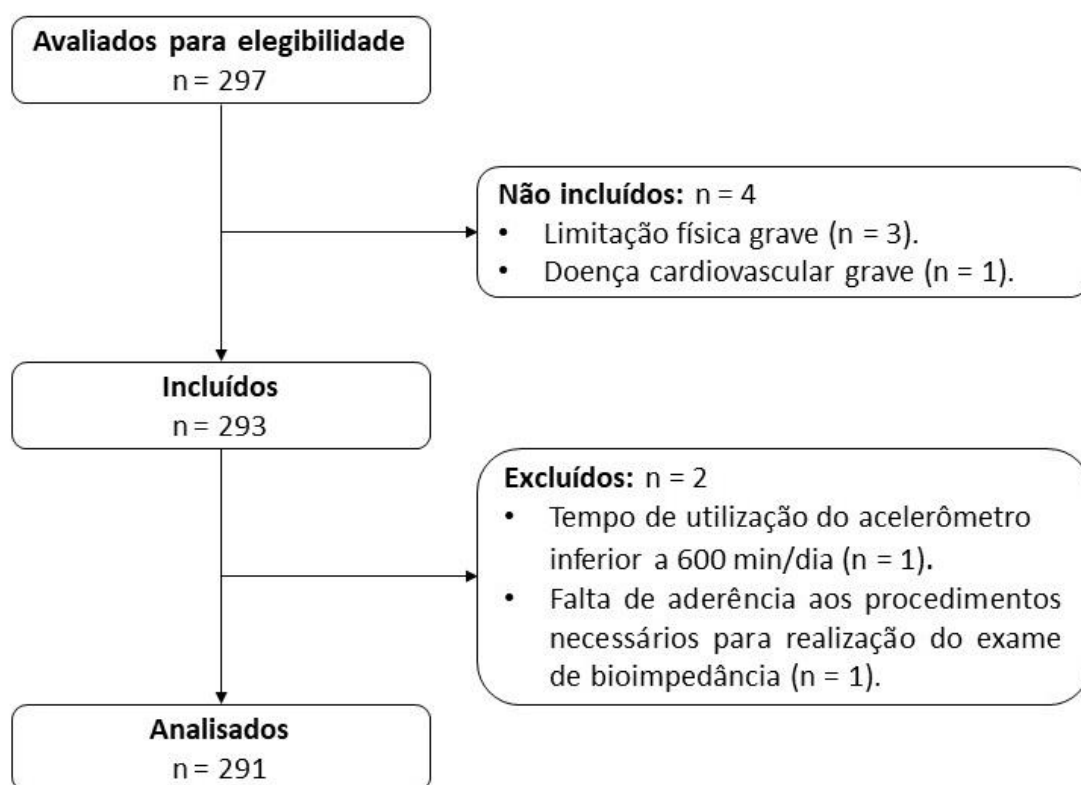 Avaliados para elegibilidade
n = 297
Não incluídos: n = 4
• Limitação física grave (n = 3).
• Doença cardiovascular grave (n = 1).
Incluídos
n = 293
Excluídos: n = 2
• Tempo de utilização do acelerômetro
inferior a 600 min/dia (n = 1).
• Falta de aderência aos procedimentos
necessários para realização do exame
de bioimpedância (n = 1).
Analisados
n = 291